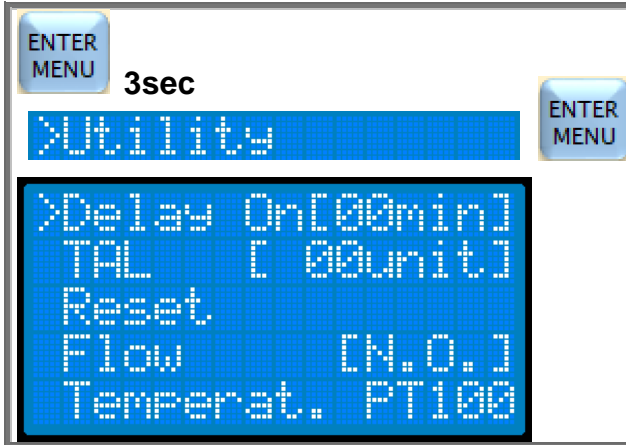 ENTER
MENU
3sec
>Utility
ENTER
MENU
>Delay On[00min]
TAL [ 00unit]
Reset
Flow [N.O.]
Temperat. PT100